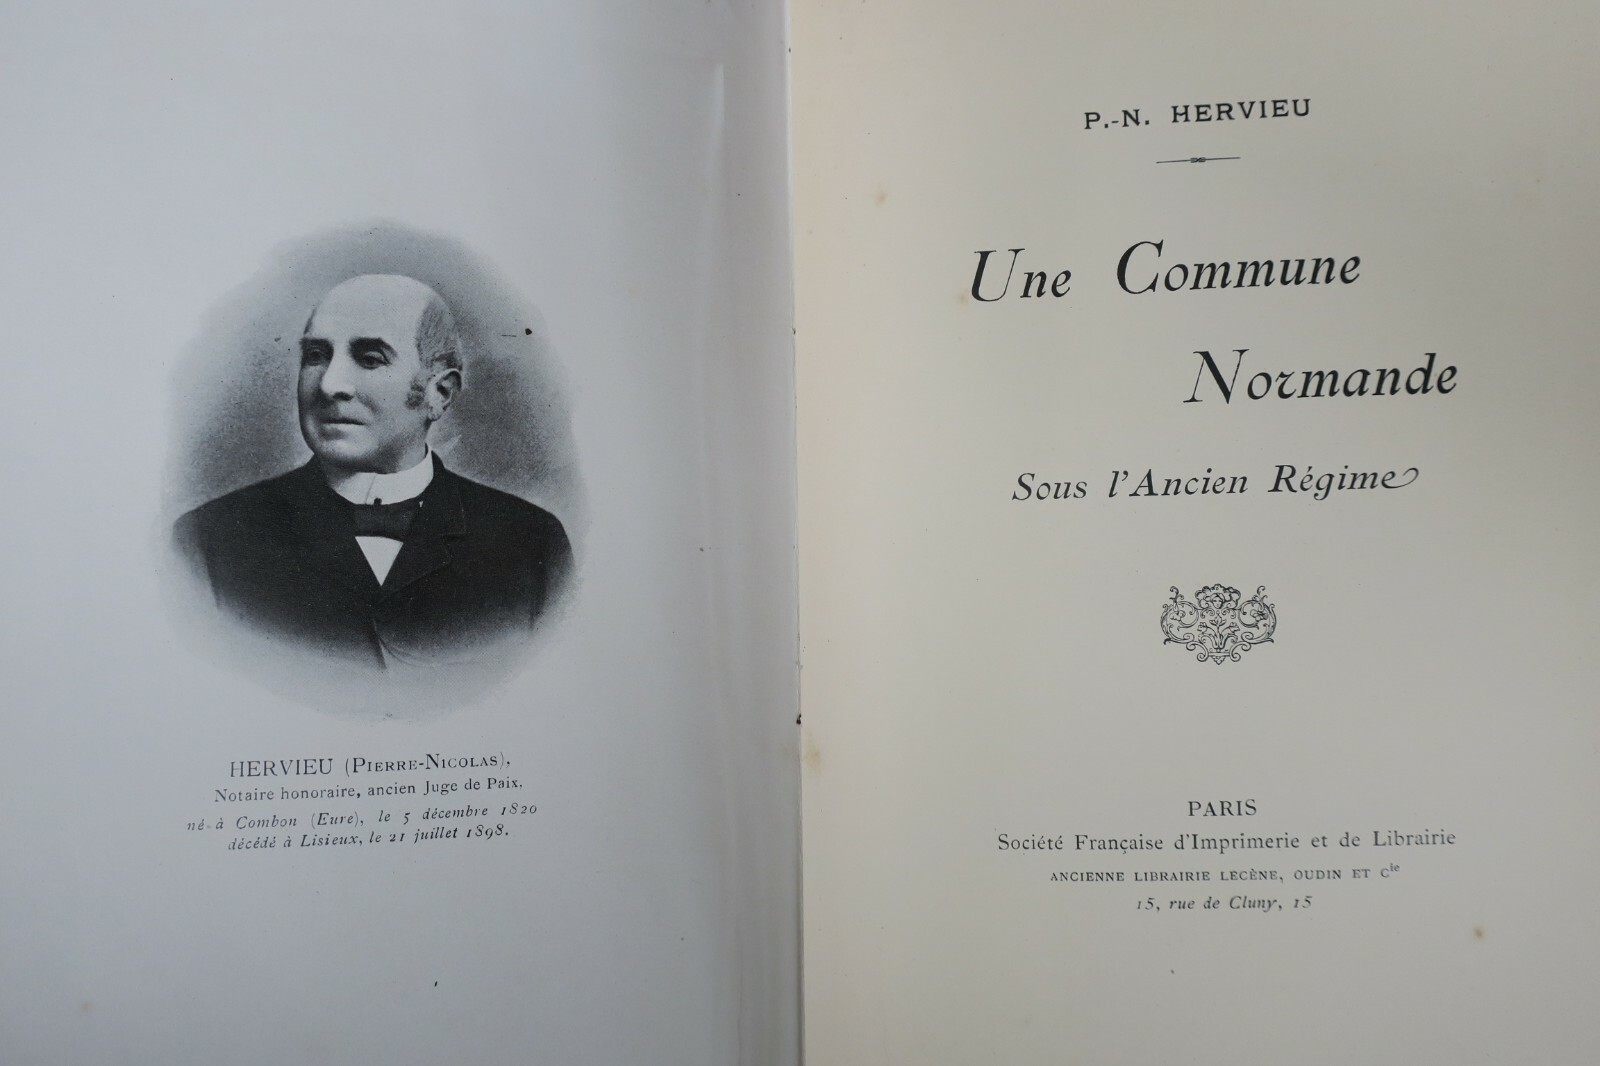 HERVIEU (Pierre-Nicolas),
Notaire honoraire, ancien Juge de Paix.
né à Combon (Eure), le 5 décembre 1820
décédé à Lisieux, le 21 juillet 1898.
P.-N. HERVIEU
Une Commune
Normande
Sous l'Ancien Régime
PARIS
Société Française d'Imprimerie et de Librairie
ANCIENNE LIBRAIRIE LECÈNE, OUDIN ET Cie
15, rue de Cluny, 15